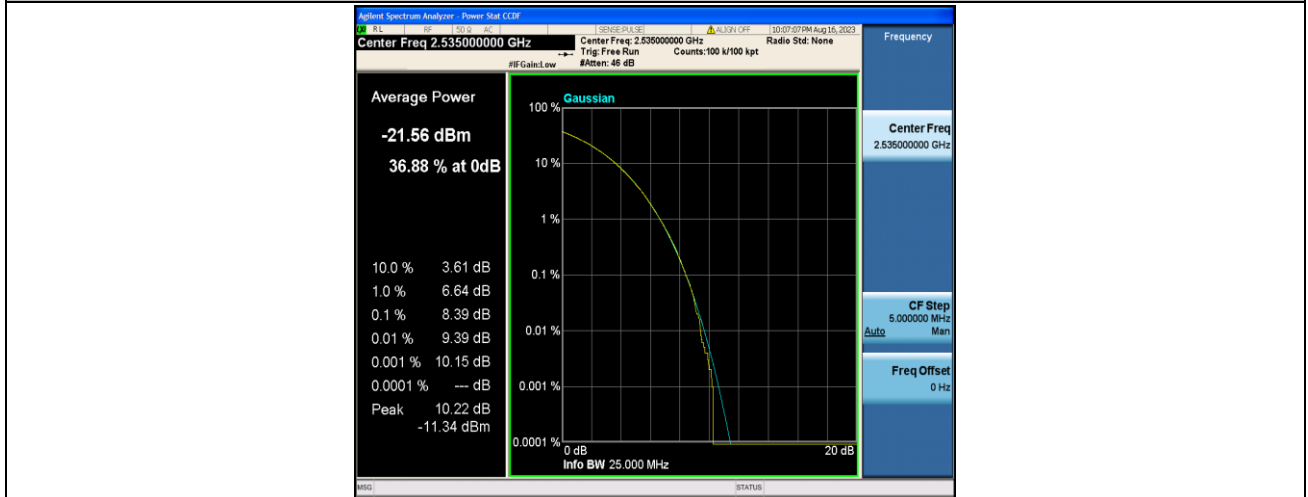 Agilent Spectrum Analyzer - Power Stat CCDF
RL RF 50 Ω AC SENSE:PULSE ALIGN OFF 10:07:07 PM Aug 16, 2023
Center Freq 2.535000000 GHz
Center Freq: 2.535000000 GHz Radio Std: None
Trig: Free Run Counts:100 k/100 kpt
#IFGain:Low #Atten: 46 dB
Frequency
Average Power
-21.56 dBm
36.88 % at 0dB
10.0 % 3.61 dB
1.0 % 6.64 dB
0.1 % 8.39 dB
0.01 % 9.39 dB
0.001 % 10.15 dB
0.0001 % --- dB
Peak 10.22 dB
-11.34 dBm
Gaussian
100 %
10 %
1 %
0.1 %
0.01 %
0.001 %
0.0001 %
0 dB 20 dB
Info BW 25.000 MHz
Center Freq
2.535000000 GHz
CF Step
5.000000 MHz
Auto Man
Freq Offset
0 Hz
MSG STATUS